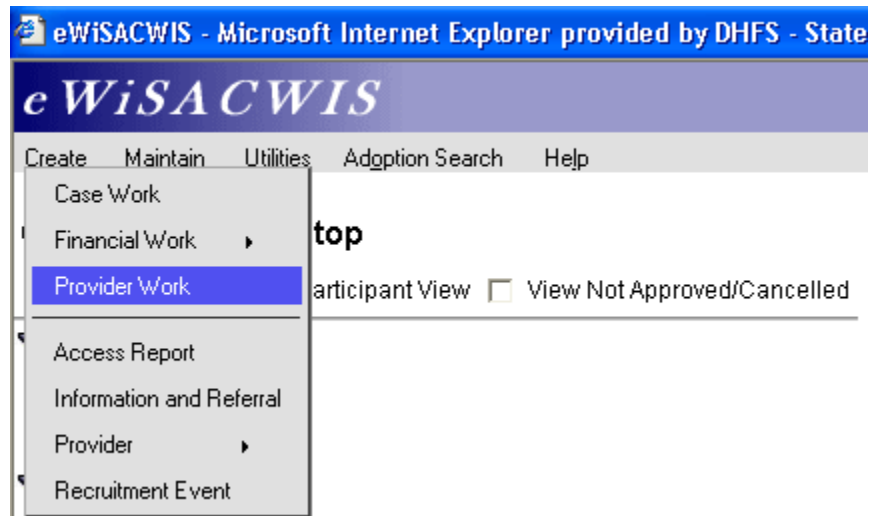 eWiSACWIS - Microsoft Internet Explorer provided by DHFS - State
eWiSACWIS
Create Maintain Utilities Adoption Search Help
Case Work
Financial Work
top
Provider Work
articipant View View Not Approved/Cancelled
Access Report
Information and Referral
Provider
Recruitment Event